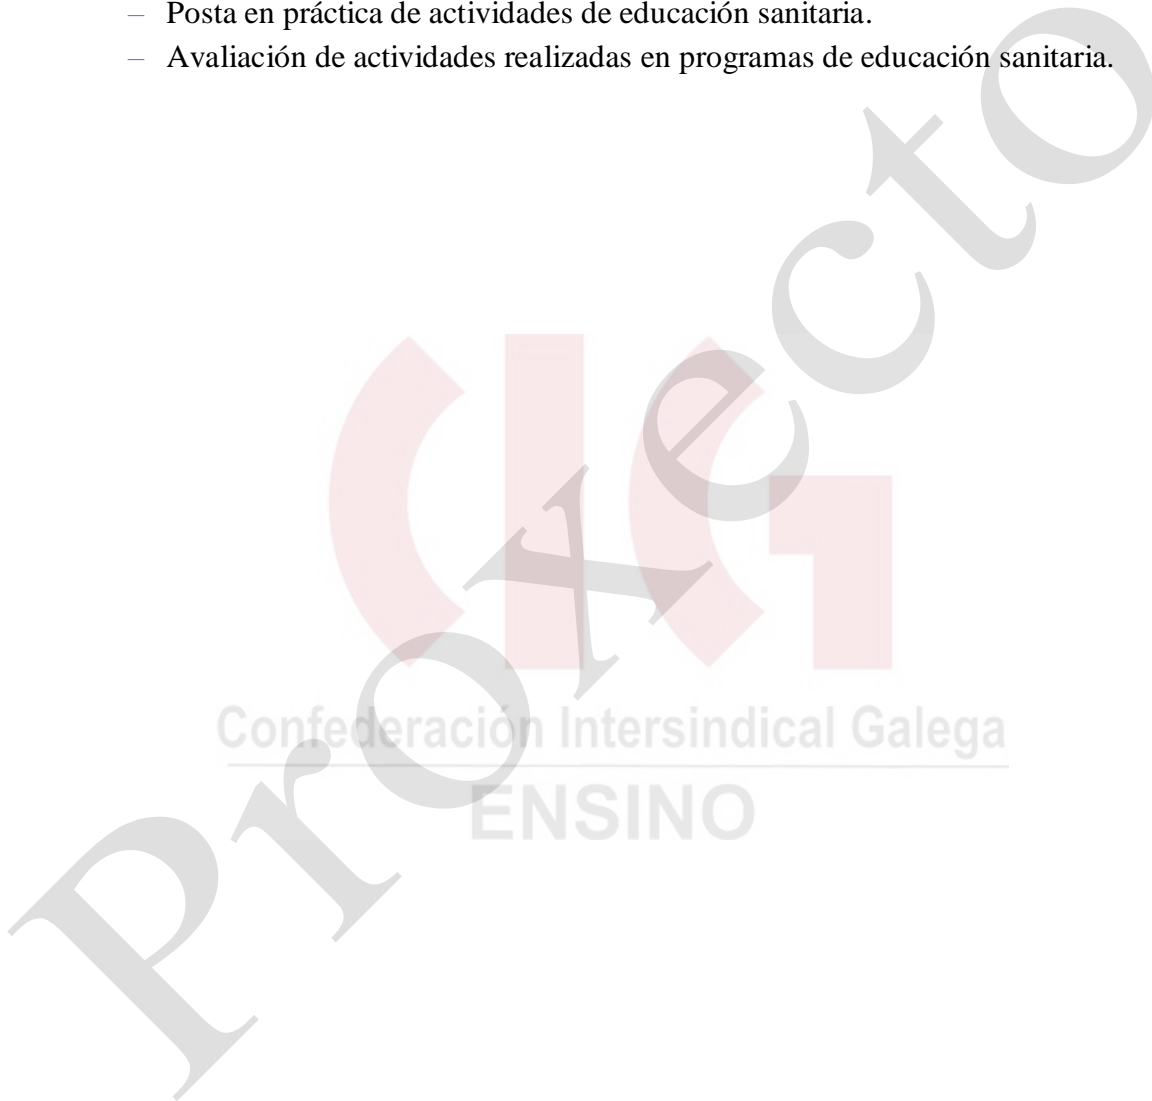 – Posta en práctica de actividades de educación sanitaria.
– Avaliación de actividades realizadas en programas de educación sanitaria.
Proxecto
CIG
Confederación Intersindical Galega
ENSINO